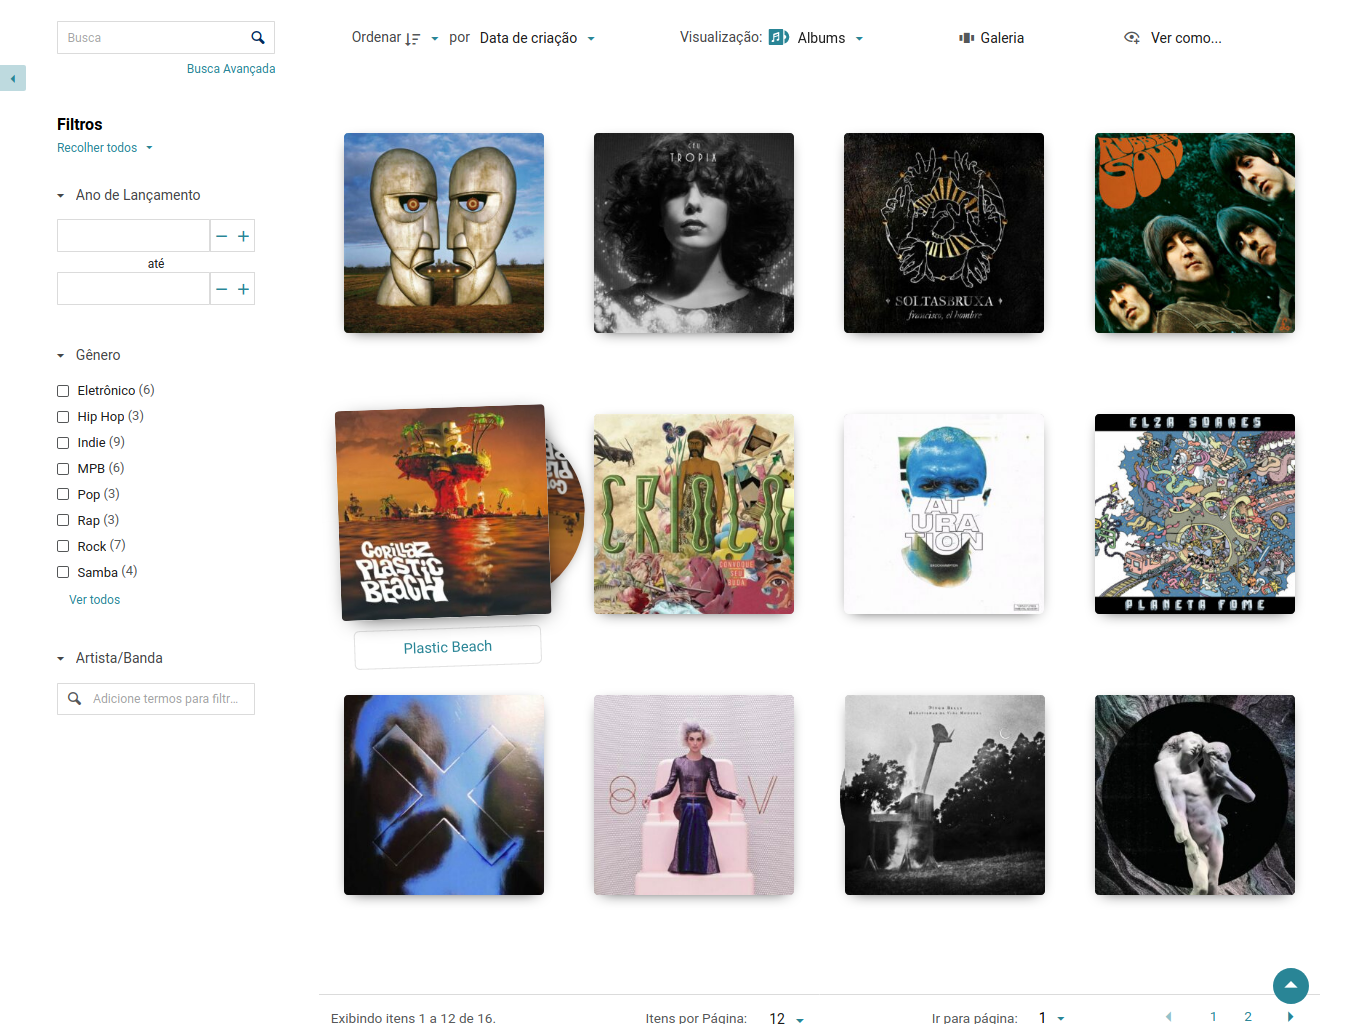 Busca
Ordenar por Data de criação
Visualização: Albums
Galeria
Ver como...
Busca Avançada
Filtros
Recolher todos
Ano de Lançamento
até
Gênero
Eletrônico (6)
Hip Hop (3)
Indie (9)
MPB (6)
Pop (3)
Rap (3)
Rock (7)
Samba (4)
Ver todos
Artista/Banda
Adicione termos para filtr...
CÉU
TROPIX
SOLTASBRUXA
francisco, el hombre
RUBBER
SOUL
GORILLAZ
PLASTIC
BEACH
Plastic Beach
CRIOLO
CONVOQUE
SEU
BUDA
AT
URA
TION
ELZA SOARES
PLANETA FOME
Exibindo itens 1 a 12 de 16.
Itens por Página: 12
Ir para página: 1
1 2